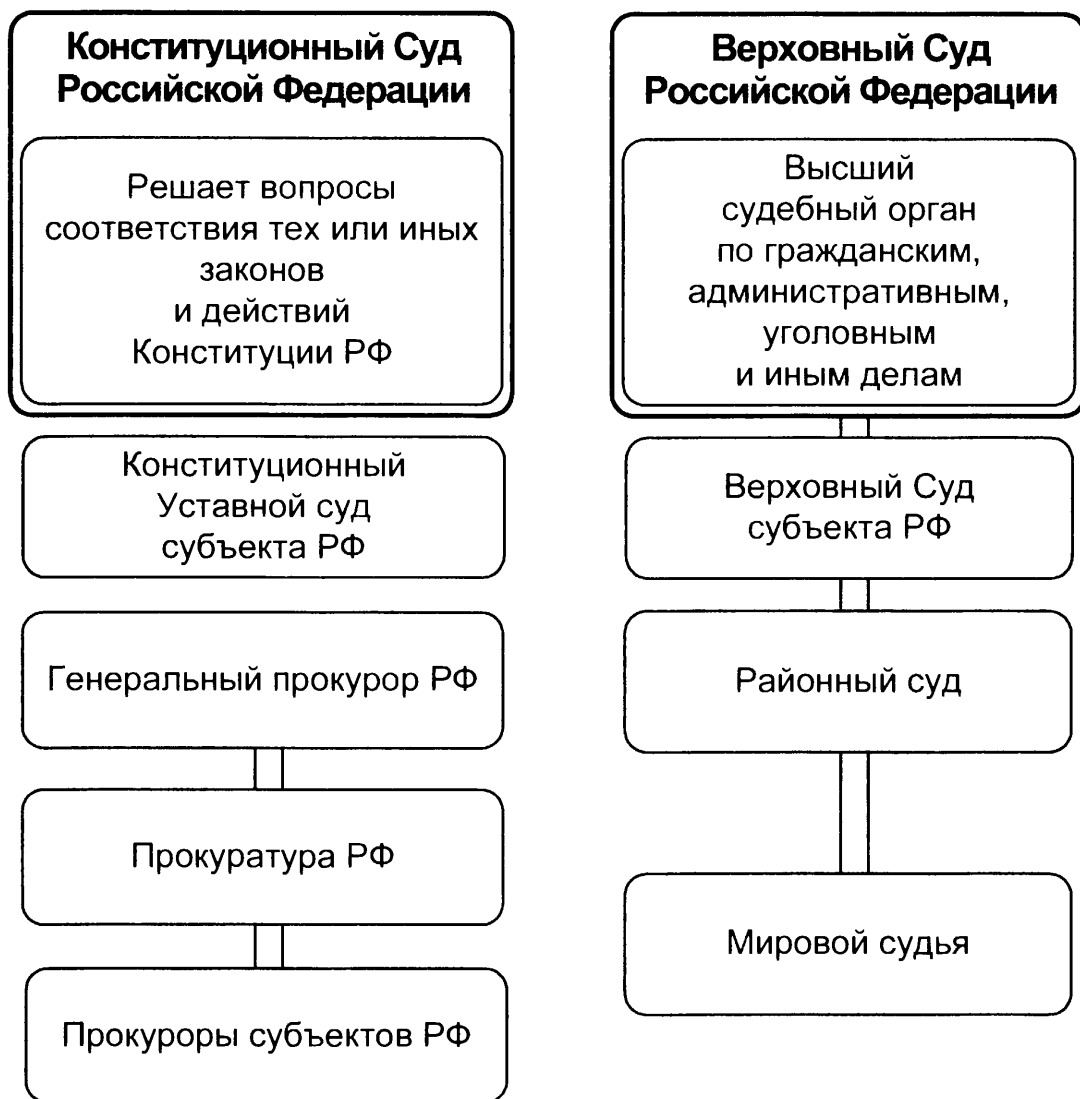 Конституционный Суд
Российской Федерации
Решает вопросы
соответствия тех или иных
законов
и действий
Конституции РФ
Конституционный
Уставной суд
субъекта РФ
Генеральный прокурор РФ
Прокуратура РФ
Прокуроры субъектов РФ
Верховный Суд
Российской Федерации
Высший
судебный орган
по гражданским,
административным,
уголовным
и иным делам
Верховный Суд
субъекта РФ
Районный суд
Мировой судья